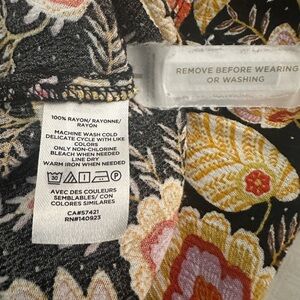 REMOVE BEFORE WEARING
OR WASHING
100% RAYON/RAYONNE/
RAYON
MACHINE WASH COLD
DELICATE CYCLE WITH LIKE
COLORS
ONLY NON-CHLORINE
BLEACH WHEN NEEDED
LINE DRY
WARM IRON WHEN NEEDED
AVEC DES COULEURS
SEMBLABLES/ CON
COLORES SIMILARES
CA#57421
RN#140923